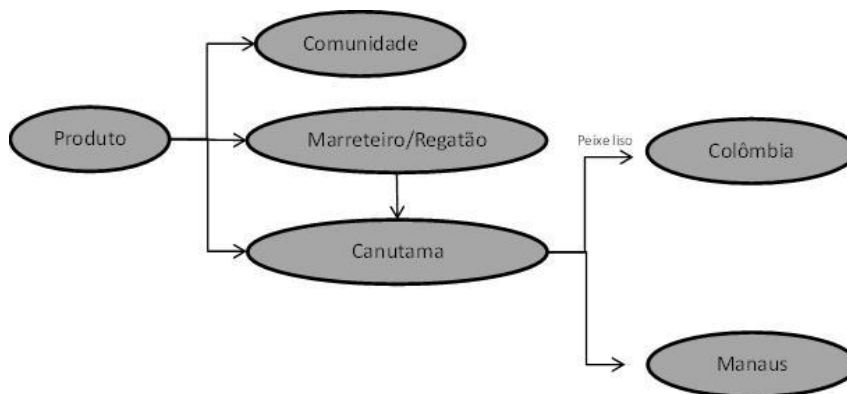 Comunidade
Produto
Marreteiro/Regatão
Peixe liso
Colômbia
Canutama
Manaus